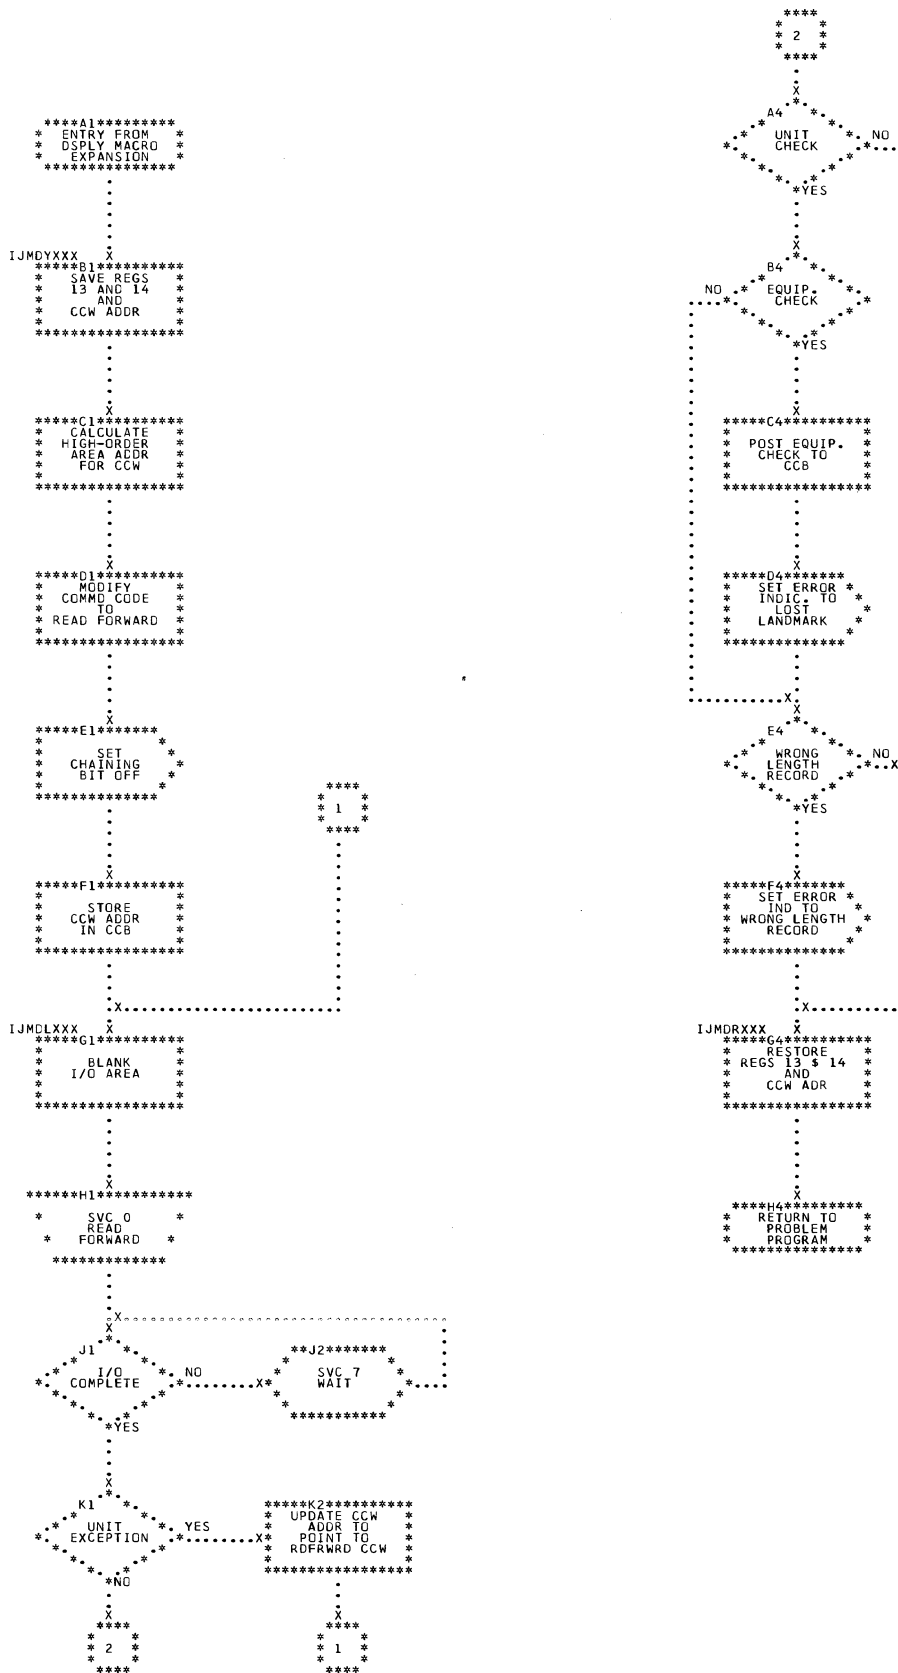 A1
ENTRY FROM
DSPLY MACRO
EXPANSION
IJMDYXXX
B1
SAVE REGS
13 AND 14
AND
CCW ADDR
C1
CALCULATE
HIGH-ORDER
AREA ADDR
FOR CCW
D1
MODIFY
COMMD CODE
TO
READ FORWARD
E1
SET
CHAINING
BIT OFF
1
F1
STORE
CCW ADDR
IN CCB
IJMDLXXX
G1
BLANK
I/O AREA
H1
SVC 0
READ
FORWARD
J1
I/O
COMPLETE
NO
YES
J2
SVC 7
WAIT
K1
UNIT
EXCEPTION
YES
NO
K2
UPDATE CCW
ADDR TO
POINT TO
RDFRWRD CCW
2
1
2
A4
UNIT
CHECK
NO
YES
B4
EQUIP.
CHECK
NO
YES
C4
POST EQUIP.
CHECK TO
CCB
D4
SET ERROR
INDIC. TO
LOST
LANDMARK
E4
WRONG
LENGTH
RECORD
NO
YES
F4
SET ERROR
IND TO
WRONG LENGTH
RECORD
IJMDRXXX
G4
RESTORE
REGS 13 $ 14
AND
CCW ADR
H4
RETURN TO
PROBLEM
PROGRAM